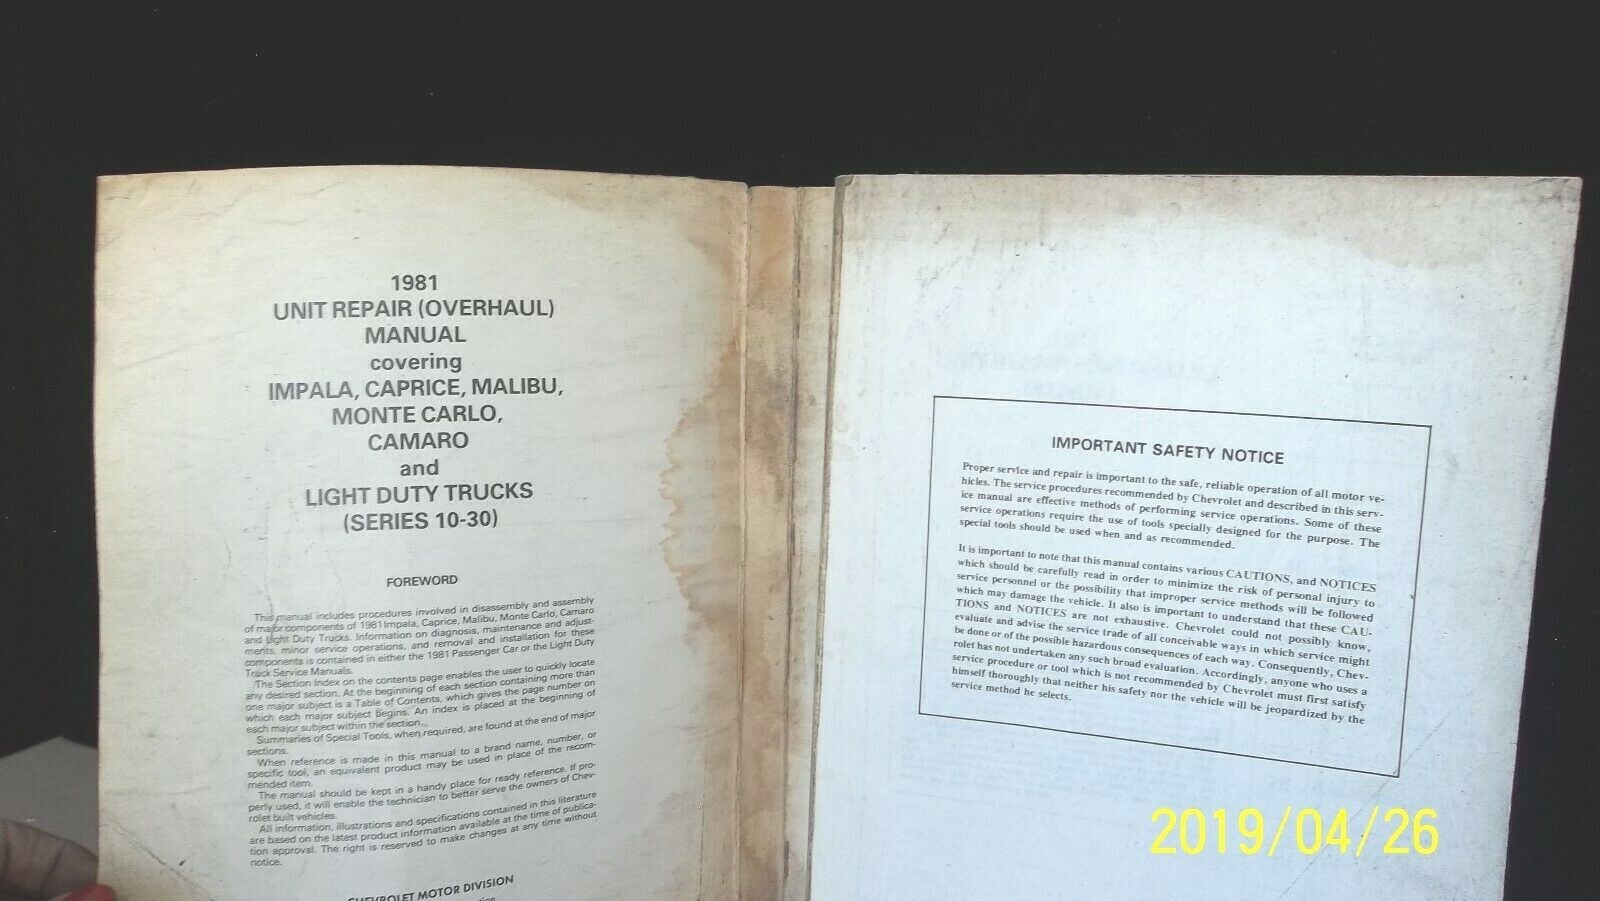 1981
UNIT REPAIR (OVERHAUL)
MANUAL
covering
IMPALA, CAPRICE, MALIBU,
MONTE CARLO,
CAMARO
and
LIGHT DUTY TRUCKS
(SERIES 10-30)
FOREWORD
This manual includes procedures involved in disassembly and assembly
of major components of 1981 Impala, Caprice, Malibu, Monte Carlo, Camaro
and Light Duty Trucks. Information on diagnosis, maintenance and adjust-
ments, minor service operations, and removal and installation for these
components is contained in either the 1981 Passenger Car or the Light Duty
Truck Service Manuals.
The Section Index on the contents page enables the user to quickly locate
any desired section. At the beginning of each section containing more than
one major subject is a Table of Contents, which gives the page number on
which each major subject Begins. An index is placed at the beginning of
each major subject within the section.
Summaries of Special Tools, when required, are found at the end of major
sections.
When reference is made in this manual to a brand name, number, or
specific tool, an equivalent product may be used in place of the recom-
mended item.
The manual should be kept in a handy place for ready reference. If pro-
perly used, it will enable the technician to better serve the owners of Chev-
rolet built vehicles.
All information, illustrations and specifications contained in this literature
are based on the latest product information available at the time of publica-
tion approval. The right is reserved to make changes at any time without
notice.
CHEVROLET MOTOR DIVISION
IMPORTANT SAFETY NOTICE
Proper service and repair is important to the safe, reliable operation of all motor ve-
hicles. The service procedures recommended by Chevrolet and described in this serv-
ice manual are effective methods of performing service operations. Some of these
service operations require the use of tools specially designed for the purpose. The
special tools should be used when and as recommended.
It is important to note that this manual contains various CAUTIONS, and NOTICES
which should be carefully read in order to minimize the risk of personal injury to
service personnel or the possibility that improper service methods will be followed
which may damage the vehicle. It also is important to understand that these CAU-
TIONS and NOTICES are not exhaustive. Chevrolet could not possibly know,
evaluate and advise the service trade of all conceivable ways in which service might
be done or of the possible hazardous consequences of each way. Consequently, Chev-
rolet has not undertaken any such broad evaluation. Accordingly, anyone who uses a
service procedure or tool which is not recommended by Chevrolet must first satisfy
himself thoroughly that neither his safety nor the vehicle will be jeopardized by the
service method he selects.
2019/04/26